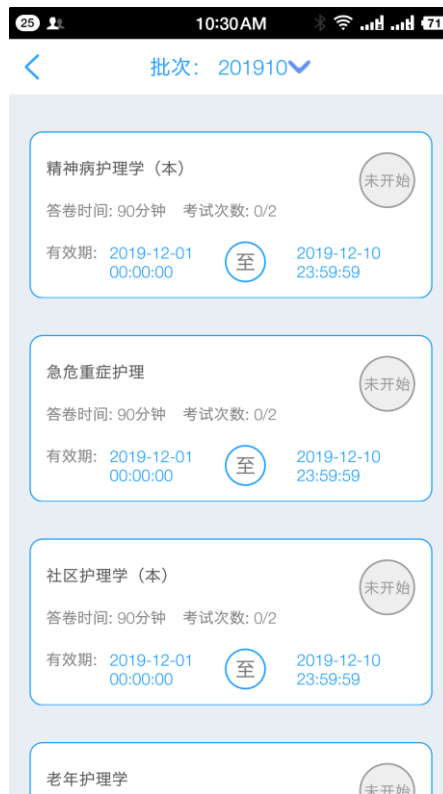 25 10:30AM 71
批次： 201910
精神病护理学（本）
未开始
答卷时间: 90分钟 考试次数: 0/2
有效期: 2019-12-01 至 2019-12-10
00:00:00 23:59:59
急危重症护理
未开始
答卷时间: 90分钟 考试次数: 0/2
有效期: 2019-12-01 至 2019-12-10
00:00:00 23:59:59
社区护理学（本）
未开始
答卷时间: 90分钟 考试次数: 0/2
有效期: 2019-12-01 至 2019-12-10
00:00:00 23:59:59
老年护理学
未开始